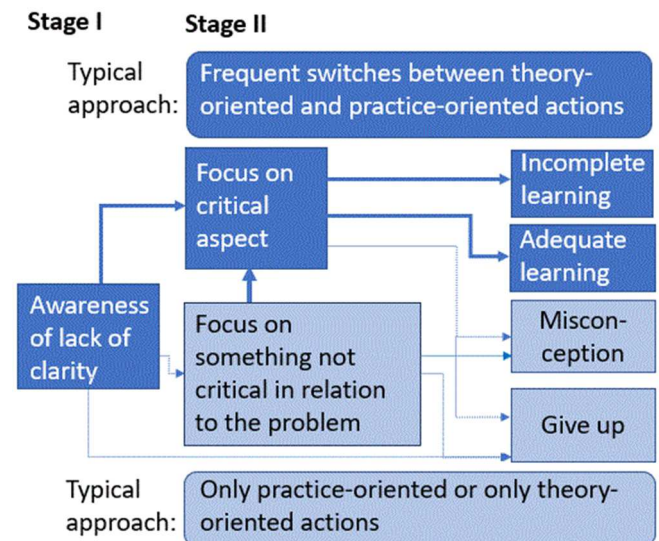 Stage I
Stage II
Typical
approach:
Frequent switches between theory-
oriented and practice-oriented actions
Focus on
critical
aspect
Incomplete
learning
Adequate
learning
Awareness
of lack of
clarity
Focus on
something not
critical in relation
to the problem
Miscon-
ception
Give up
Typical
approach:
Only practice-oriented or only theory-
oriented actions